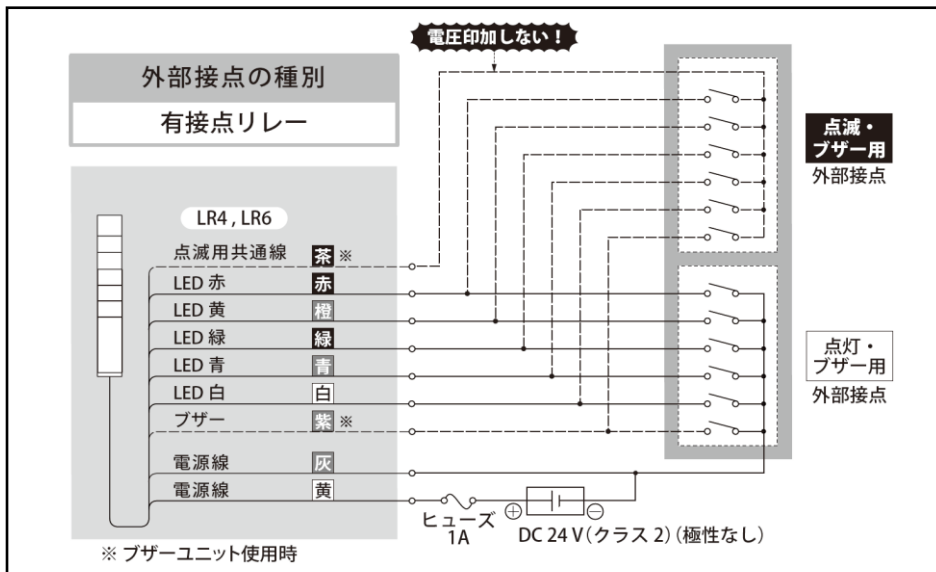 電圧印加しない！
外部接点の種別
有接点リレー
点滅・
ブザー用
外部接点
LR4 , LR6
点滅用共通線 茶 ※
LED 赤 赤
LED 黄 橙
LED 緑 緑
LED 青 青
LED 白 白
ブザー 紫 ※
点灯・
ブザー用
外部接点
電源線 灰
電源線 黄
ヒューズ
1A
⊕ ⊖
DC 24 V（クラス 2）（極性なし）
※ ブザーユニット使用時